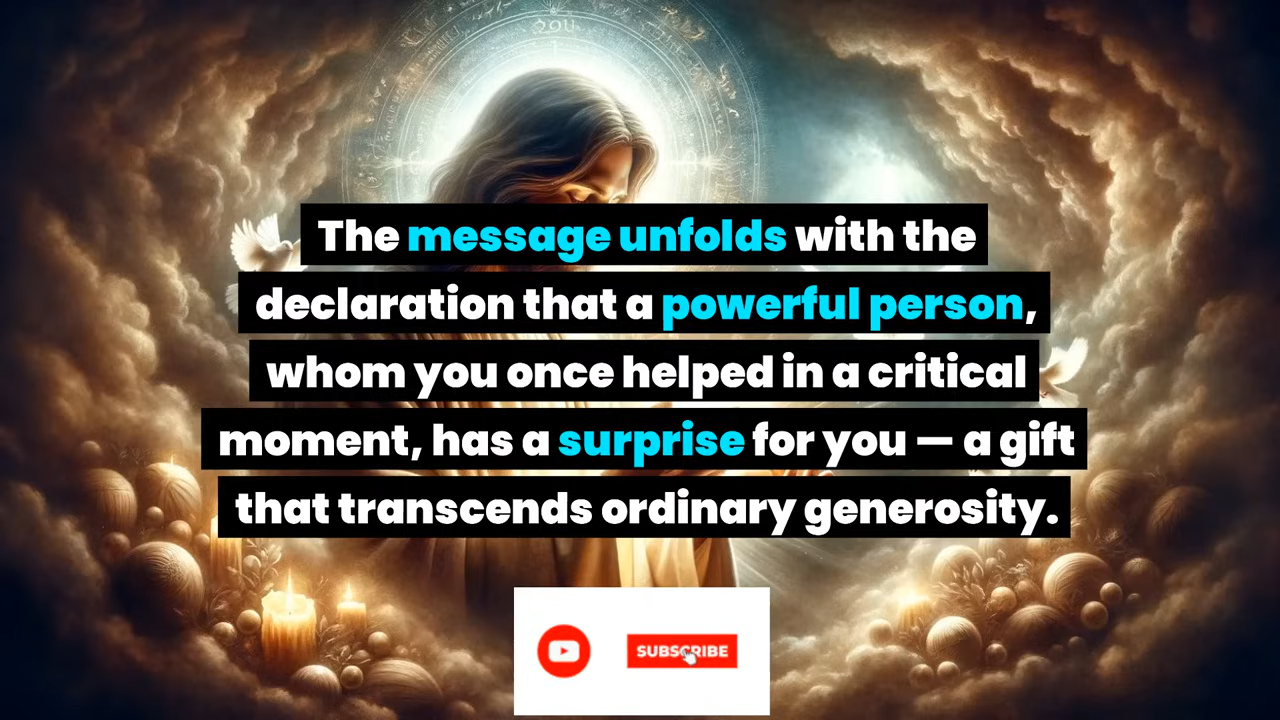 The message unfolds with the
declaration that a powerful person,
whom you once helped in a critical
moment, has a surprise for you — a gift
that transcends ordinary generosity.
SUBSCRIBE